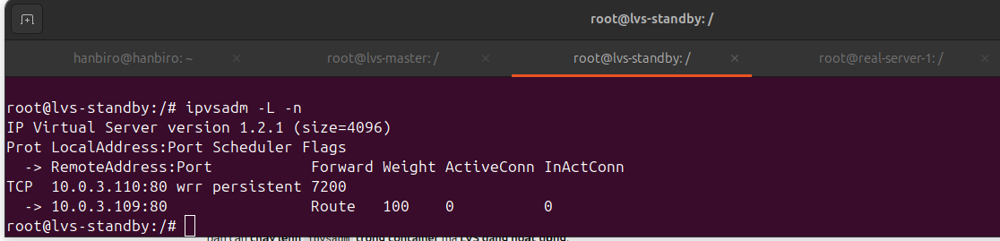 root@lvs-standby: /
hanbiro@hanbiro: ~ × root@lvs-master: / × root@lvs-standby: / × root@real-server-1: / ×
root@lvs-standby:/# ipvsadm -L -n
IP Virtual Server version 1.2.1 (size=4096)
Prot LocalAddress:Port Scheduler Flags
  -> RemoteAddress:Port           Forward Weight ActiveConn InActConn
TCP  10.0.3.110:80 wrr persistent 7200
  -> 10.0.3.109:80                Route   100    0          0
root@lvs-standby:/#